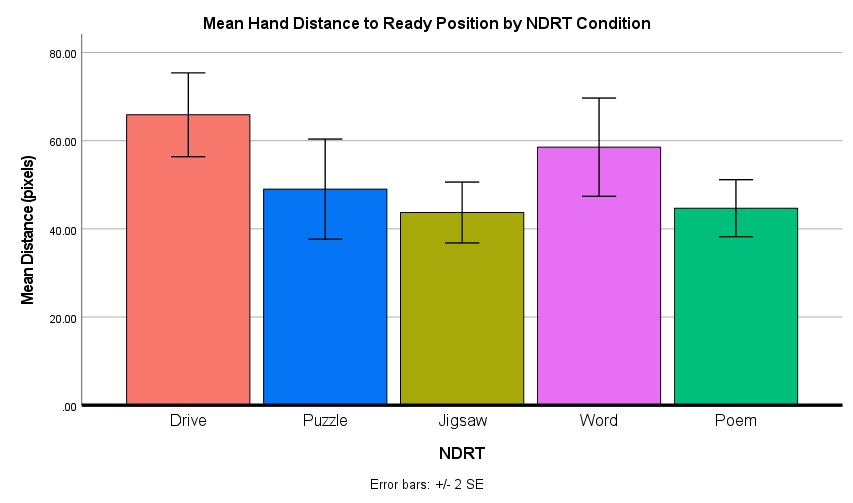 Mean Hand Distance to Ready Position by NDRT Condition
Mean Distance (pixels)
80.00
60.00
40.00
20.00
.00
Drive
Puzzle
Jigsaw
Word
Poem
NDRT
Error bars: +/- 2 SE